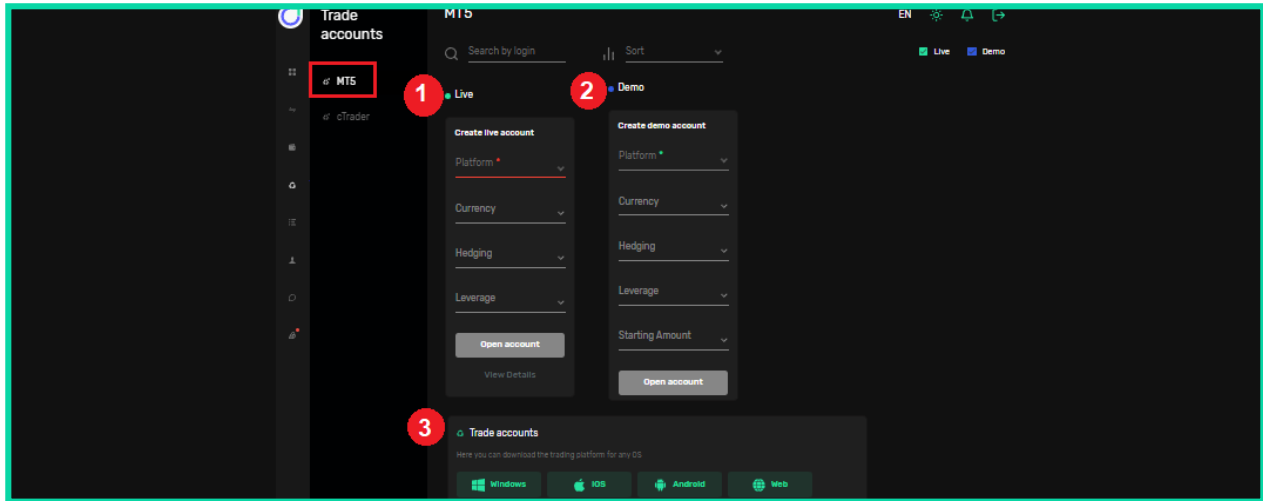 Trade
accounts
MT5
cTrader
MT5
EN
Search by login
Sort
Live
Demo
1
Live
Create live account
Platform *
Currency
Hedging
Leverage
Open account
View Details
2
Demo
Create demo account
Platform *
Currency
Hedging
Leverage
Starting Amount
Open account
3
Trade accounts
Here you can download the trading platform for any OS
Windows
IOS
Android
Web